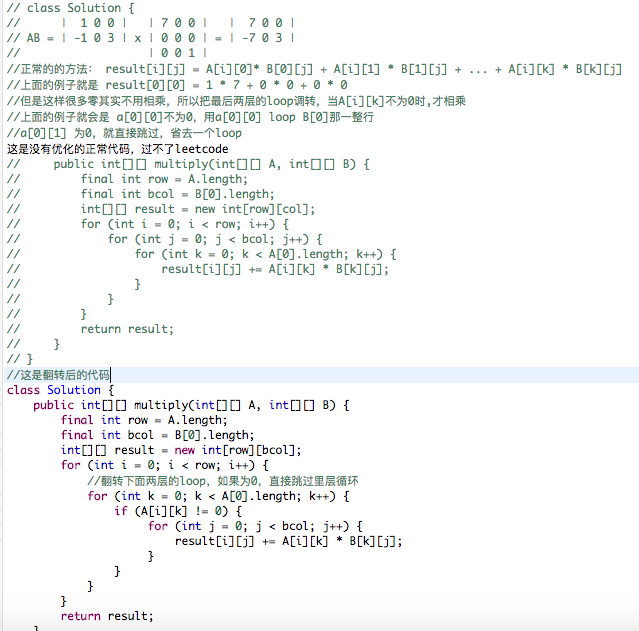 // class Solution {
//      | 1 0 0 |   | 7 0 0 |   | 7 0 0 |
// AB = | -1 0 3 | x | 0 0 0 | = | -7 0 3 |
//                   | 0 0 1 |
//正常的的方法: result[i][j] = A[i][0]* B[0][j] + A[i][1] * B[1][j] + ... + A[i][k] * B[k][j]
//上面的例子就是 result[0][0] = 1 * 7 + 0 * 0 + 0 * 0
//但是这样很多零其实不用相乘，所以把最后两层的loop调转，当A[i][k]不为0时,才相乘
//上面的例子就会是 a[0][0]不为0，用a[0][0] loop B[0]那一整行
//a[0][1] 为0，就直接跳过，省去一个loop
这是没有优化的正常代码，过不了leetcode
//     public int[][] multiply(int[][] A, int[][] B) {
//         final int row = A.length;
//         final int bcol = B[0].length;
//         int[][] result = new int[row][col];
//         for (int i = 0; i < row; i++) {
//             for (int j = 0; j < bcol; j++) {
//                 for (int k = 0; k < A[0].length; k++) {
//                     result[i][j] += A[i][k] * B[k][j];
//                 }
//             }
//         }
//         return result;
//     }
// }
//这是翻转后的代码
class Solution {
    public int[][] multiply(int[][] A, int[][] B) {
        final int row = A.length;
        final int bcol = B[0].length;
        int[][] result = new int[row][bcol];
        for (int i = 0; i < row; i++) {
            //翻转下面两层的loop，如果为0，直接跳过里层循环
            for (int k = 0; k < A[0].length; k++) {
                if (A[i][k] != 0) {
                    for (int j = 0; j < bcol; j++) {
                        result[i][j] += A[i][k] * B[k][j];
                    }
                }
            }
        }
        return result;
    }